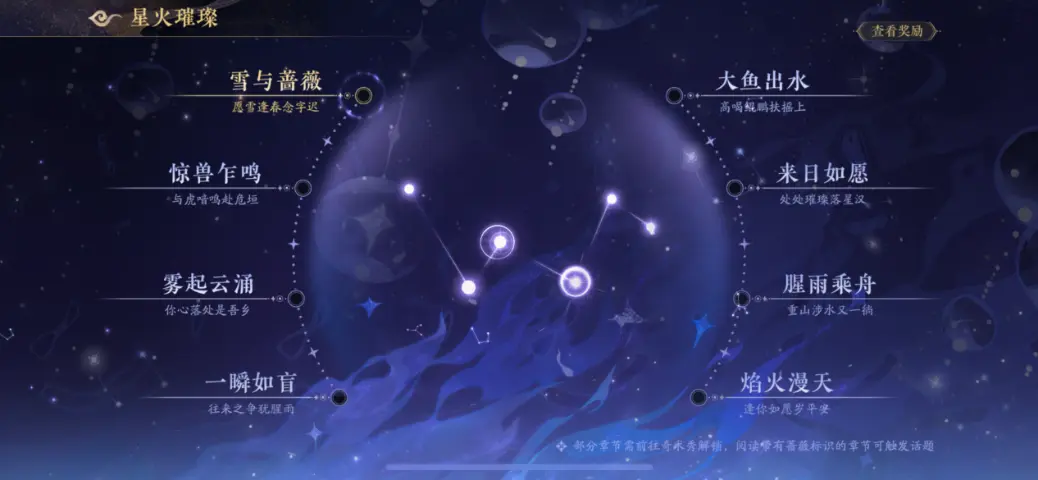 星火璀璨
查看奖励
雪与蔷薇
愿雪逢春念字迟
惊兽乍鸣
与虎喑鸣赴危垣
雾起云涌
你心落处是吾乡
一瞬如盲
往来之争犹腥雨
大鱼出水
高喝鲲鹏扶摇上
来日如愿
处处璀璨落星汉
腥雨乘舟
重山涉水又一徜
焰火漫天
逢你如愿岁平
部分章节需前往奇水秀解锁，阅读带有蔷薇标识的章节可触发话题